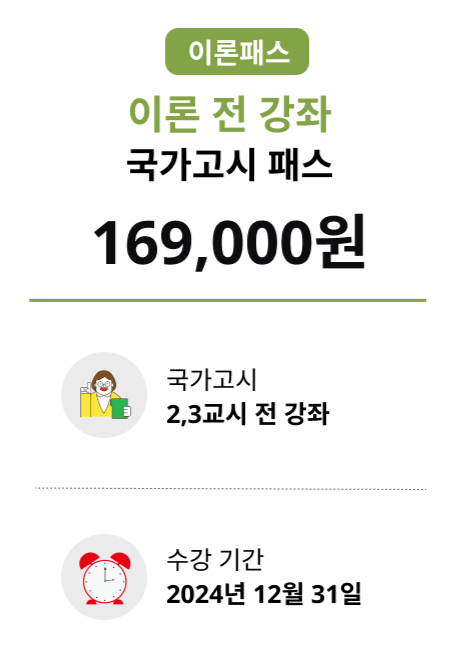 이론패스
이론 전 강좌
국가고시 패스
169,000원
국가고시
2,3교시 전 강좌
수강 기간
2024년 12월 31일